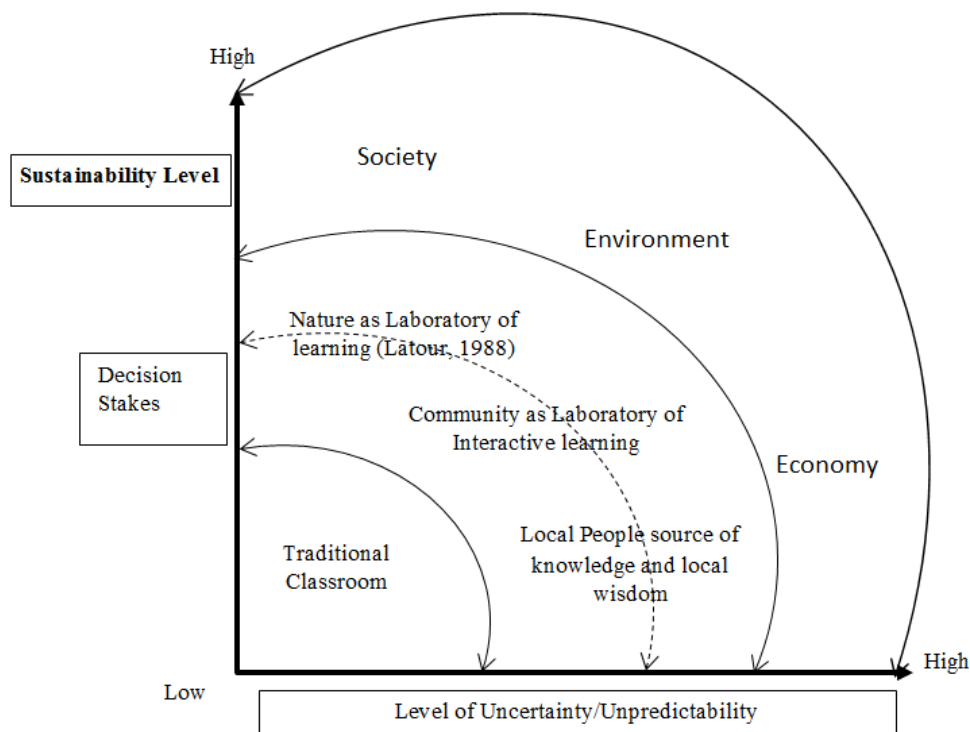 High
Society
Sustainability Level
Environment
Nature as Laboratory of
learning (Latour, 1988)
Decision
Stakes
Community as Laboratory of
Interactive learning
Economy
Local People source of
knowledge and local
wisdom
Traditional
Classroom
High
Low
Level of Uncertainty/Unpredictability